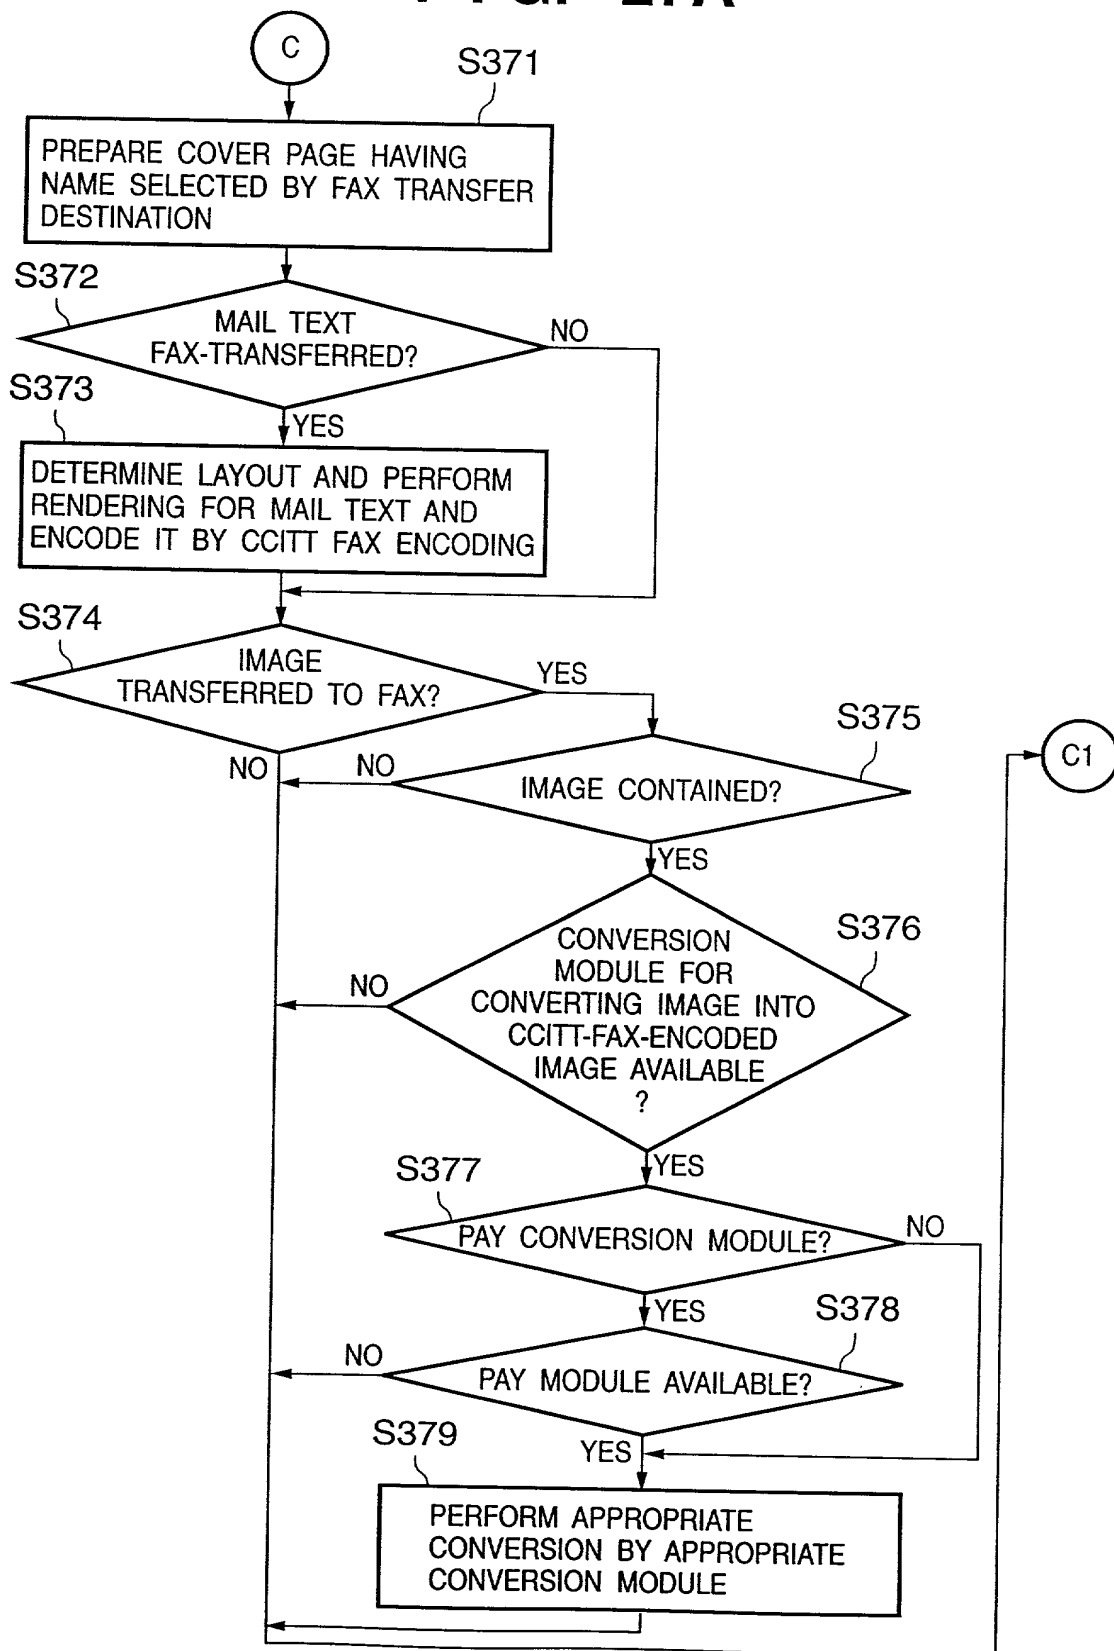 C
S371
PREPARE COVER PAGE HAVING
NAME SELECTED BY FAX TRANSFER
DESTINATION
S372
MAIL TEXT
FAX-TRANSFERRED?
NO
S373
YES
DETERMINE LAYOUT AND PERFORM
RENDERING FOR MAIL TEXT AND
ENCODE IT BY CCITT FAX ENCODING
S374
IMAGE
TRANSFERRED TO FAX?
YES
NO
S375
C1
NO
IMAGE CONTAINED?
YES
S376
CONVERSION
MODULE FOR
CONVERTING IMAGE INTO
CCITT-FAX-ENCODED
IMAGE AVAILABLE
?
NO
YES
S377
PAY CONVERSION MODULE?
NO
YES
S378
NO
PAY MODULE AVAILABLE?
S379
YES
PERFORM APPROPRIATE
CONVERSION BY APPROPRIATE
CONVERSION MODULE